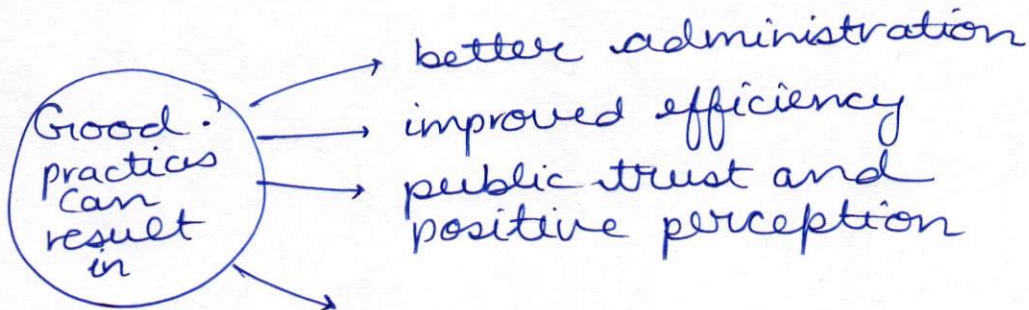 Good
practices
can
result
in
better administration
improved efficiency
public trust and
positive perception